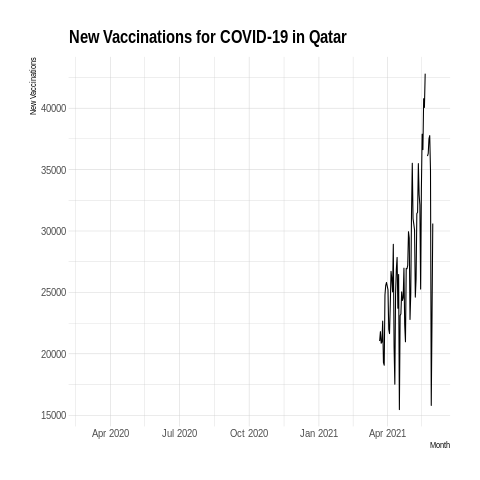 New Vaccinations for COVID-19 in Qatar
New Vaccinations
40000
35000
30000
25000
20000
15000
Apr 2020 Jul 2020 Oct 2020 Jan 2021 Apr 2021
Month